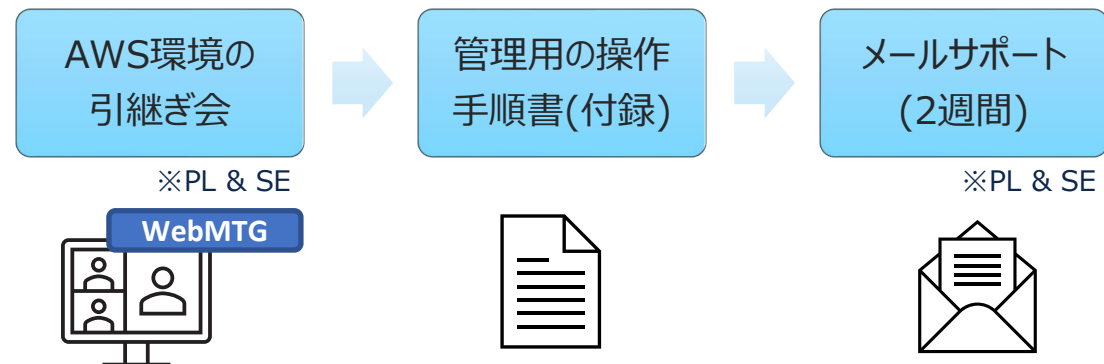 AWS環境の
引継ぎ会
管理用の操作
手順書(付録)
メールサポート
(2週間)
※PL & SE
※PL & SE
WebMTG